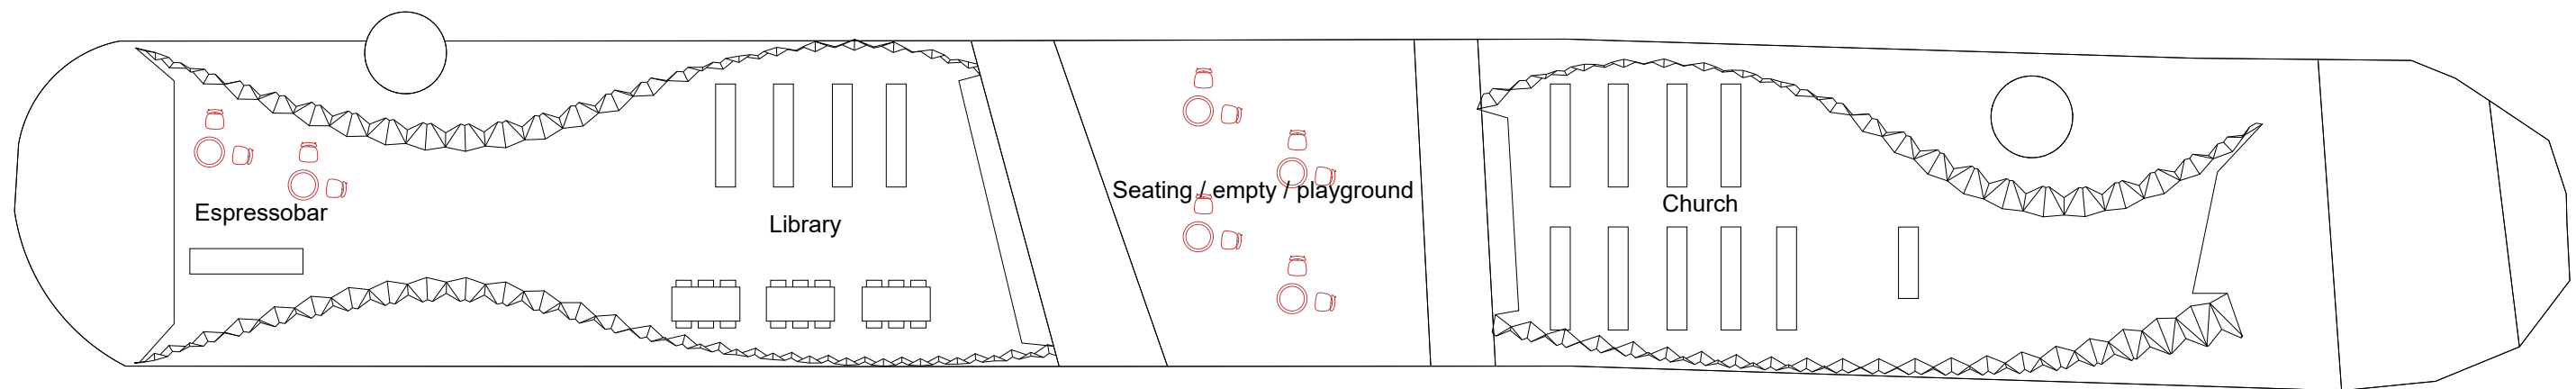 Espressobar
Library
Seating / empty / playground
Church